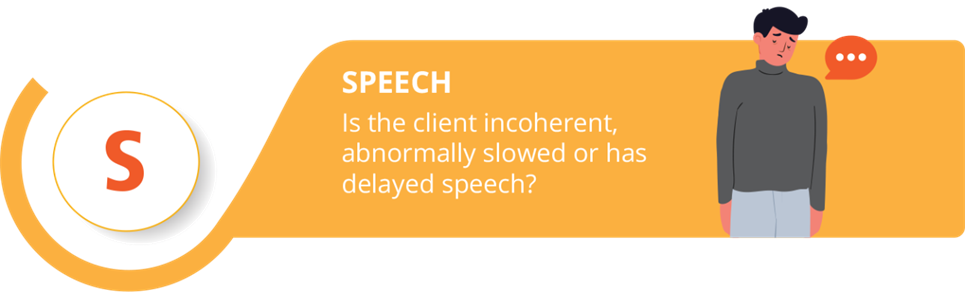 S
SPEECH
Is the client incoherent,
abnormally slowed or has
delayed speech?